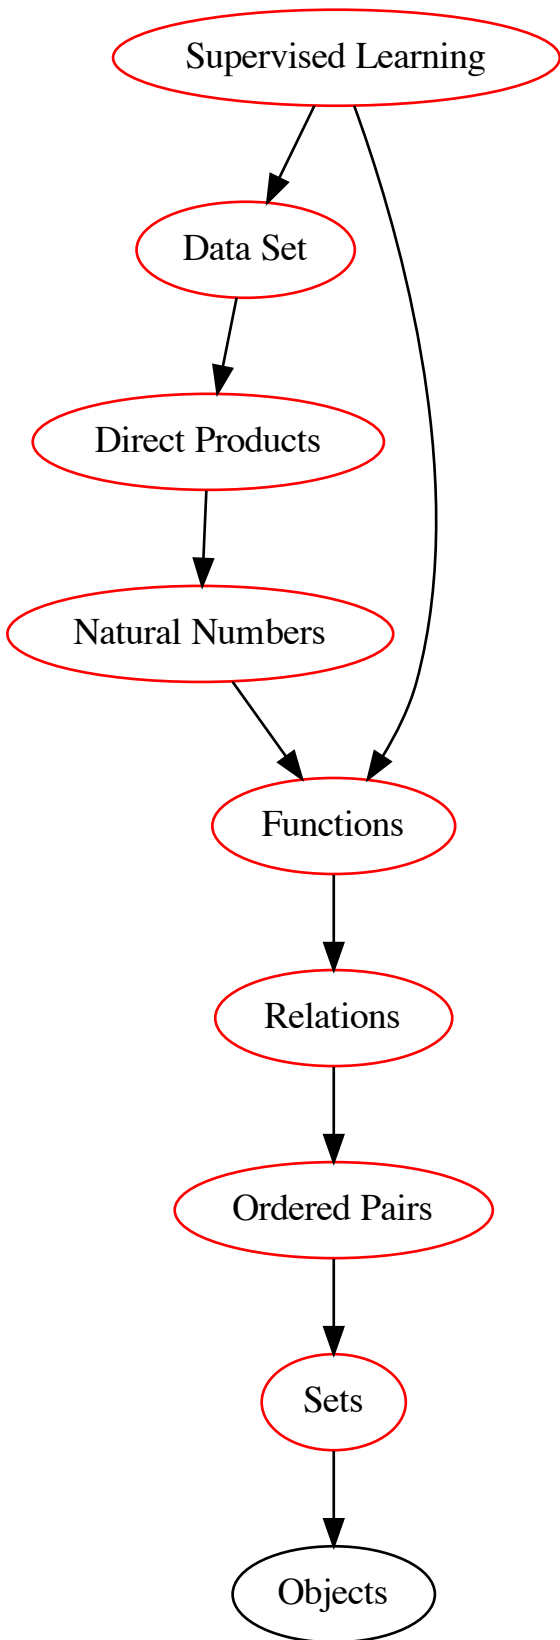 Supervised Learning
Data Set
Direct Products
Natural Numbers
Functions
Relations
Ordered Pairs
Sets
Objects